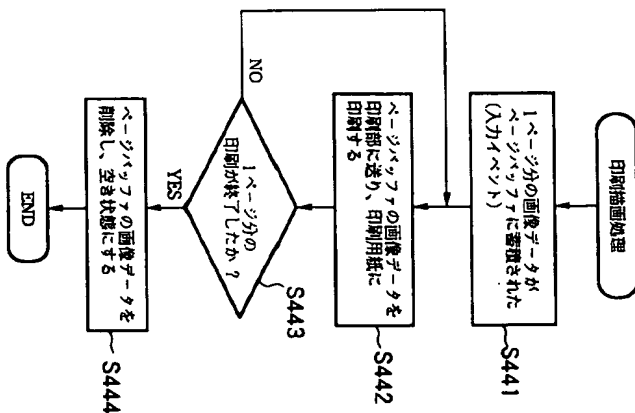 印刷描画処理
1ページ分の画像データが
ページバッファに蓄積された
(入力イベント)
S441
ページバッファの画像データを
印刷部に送り、印刷用紙に
印刷する
S442
1ページ分の
印刷が終了したか?
S443
NO
YES
ページバッファの画像データを
削除し、空き状態にする
S444
END